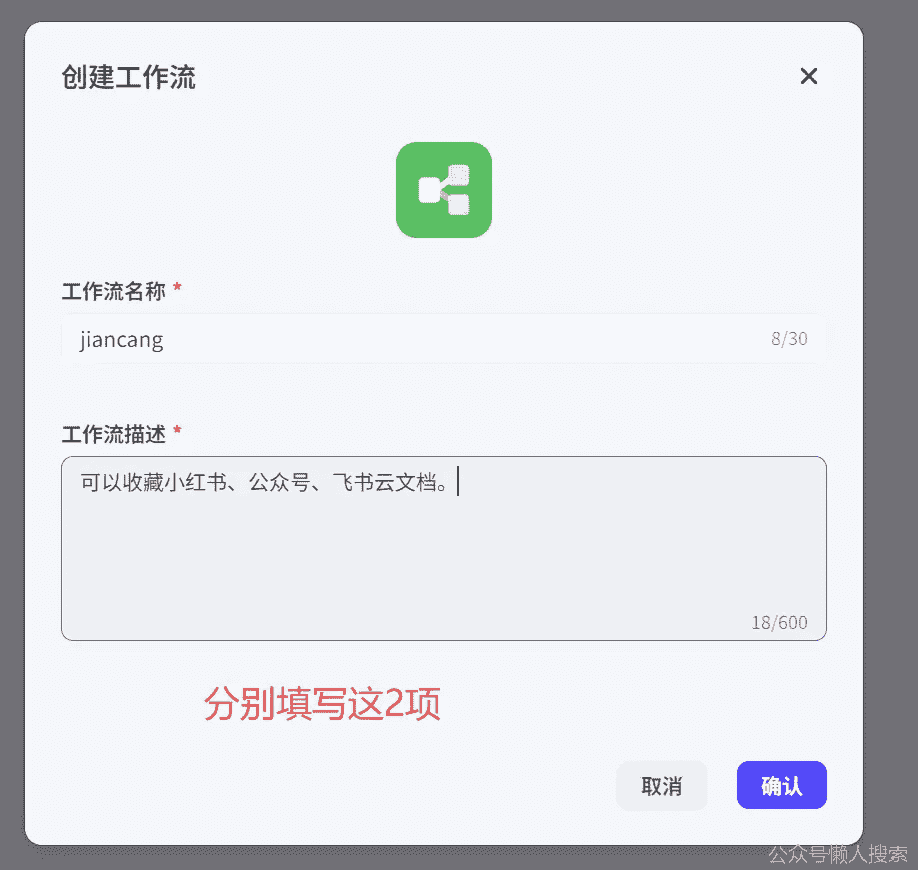 创建工作流
工作流名称 *
jiancang
8/30
工作流描述 *
可以收藏小红书、公众号、飞书云文档。
18/600
分别填写这2项
取消
确认
公众号懒人搜索